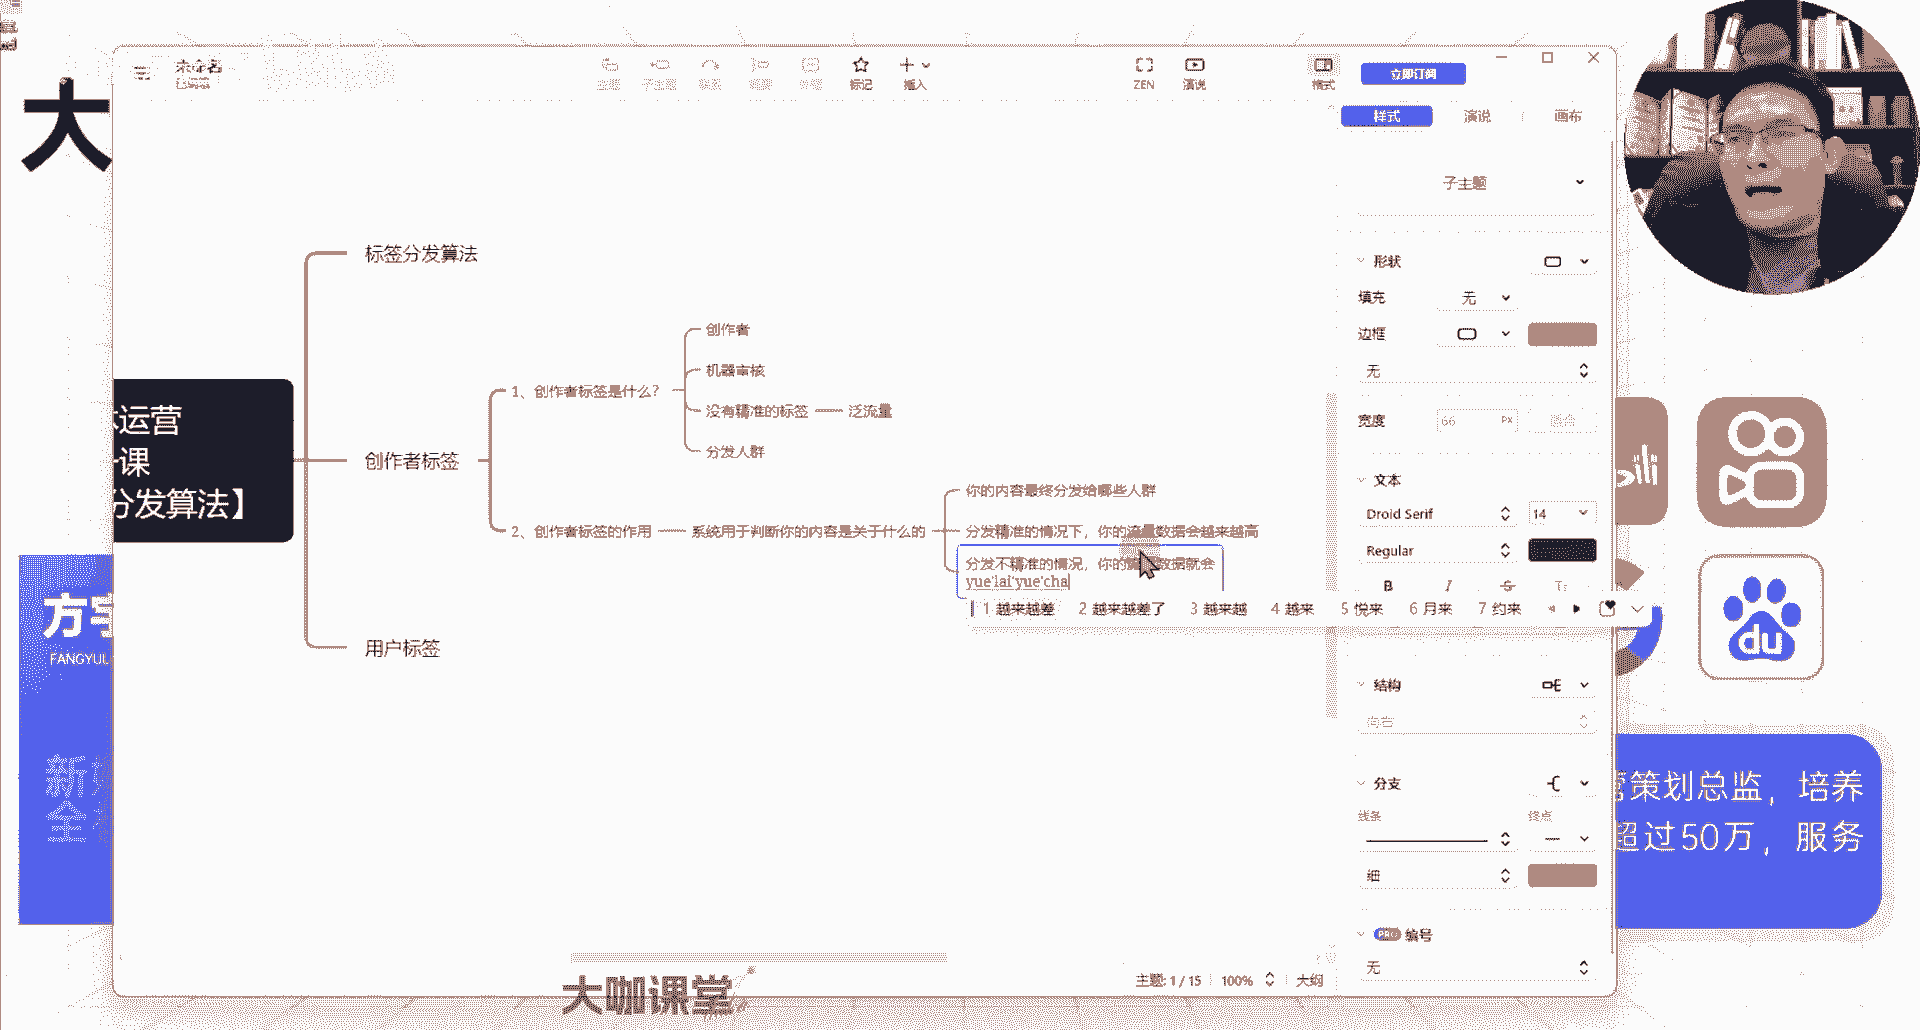 大
未命名
已编辑
主题
子主题
标记
插入
ZEN
演说
格式
立即订阅
样式
演说
画布
子主题
形状
填充
无
边框
无
宽度
66
PX
文本
Droid Serif
14
Regular
B
I
S
结构
向右
分支
线条
终点
细
PRO 编号
无
运营
课
分发算法】
标签分发算法
创作者标签
用户标签
1、创作者标签是什么?
创作者
机器审核
没有精准的标签
泛流量
分发人群
2、创作者标签的作用
系统用于判断你的内容是关于什么的
你的内容最终分发给哪些人群
分发精准的情况下，你的流量数据会越来越高
分发不精准的情况，你的数据就会
yue'lai'yue'cha
1 越来越差
2 越来越差了
3 越来越
4 越来
5 悦来
6 月来
7 约来
主题: 1 / 15
100%
大纲
大咖课堂
FANGYU
新
全
bili
du
策划总监，培养
超过50万，服务